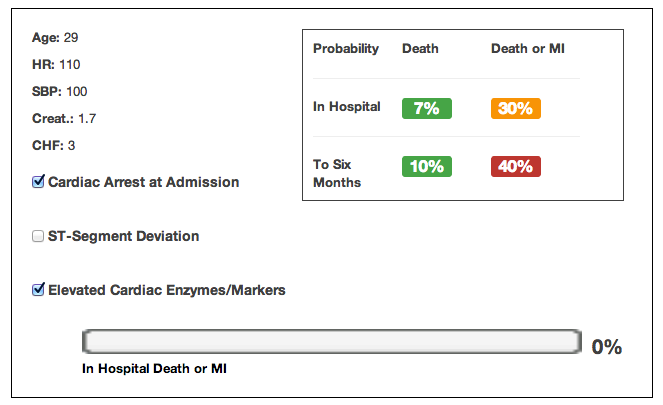 Age: 29
HR: 110
SBP: 100
Creat.: 1.7
CHF: 3
Cardiac Arrest at Admission
ST-Segment Deviation
Elevated Cardiac Enzymes/Markers
Probability Death Death or MI
In Hospital 7% 30%
To Six
Months 10% 40%
0%
In Hospital Death or MI